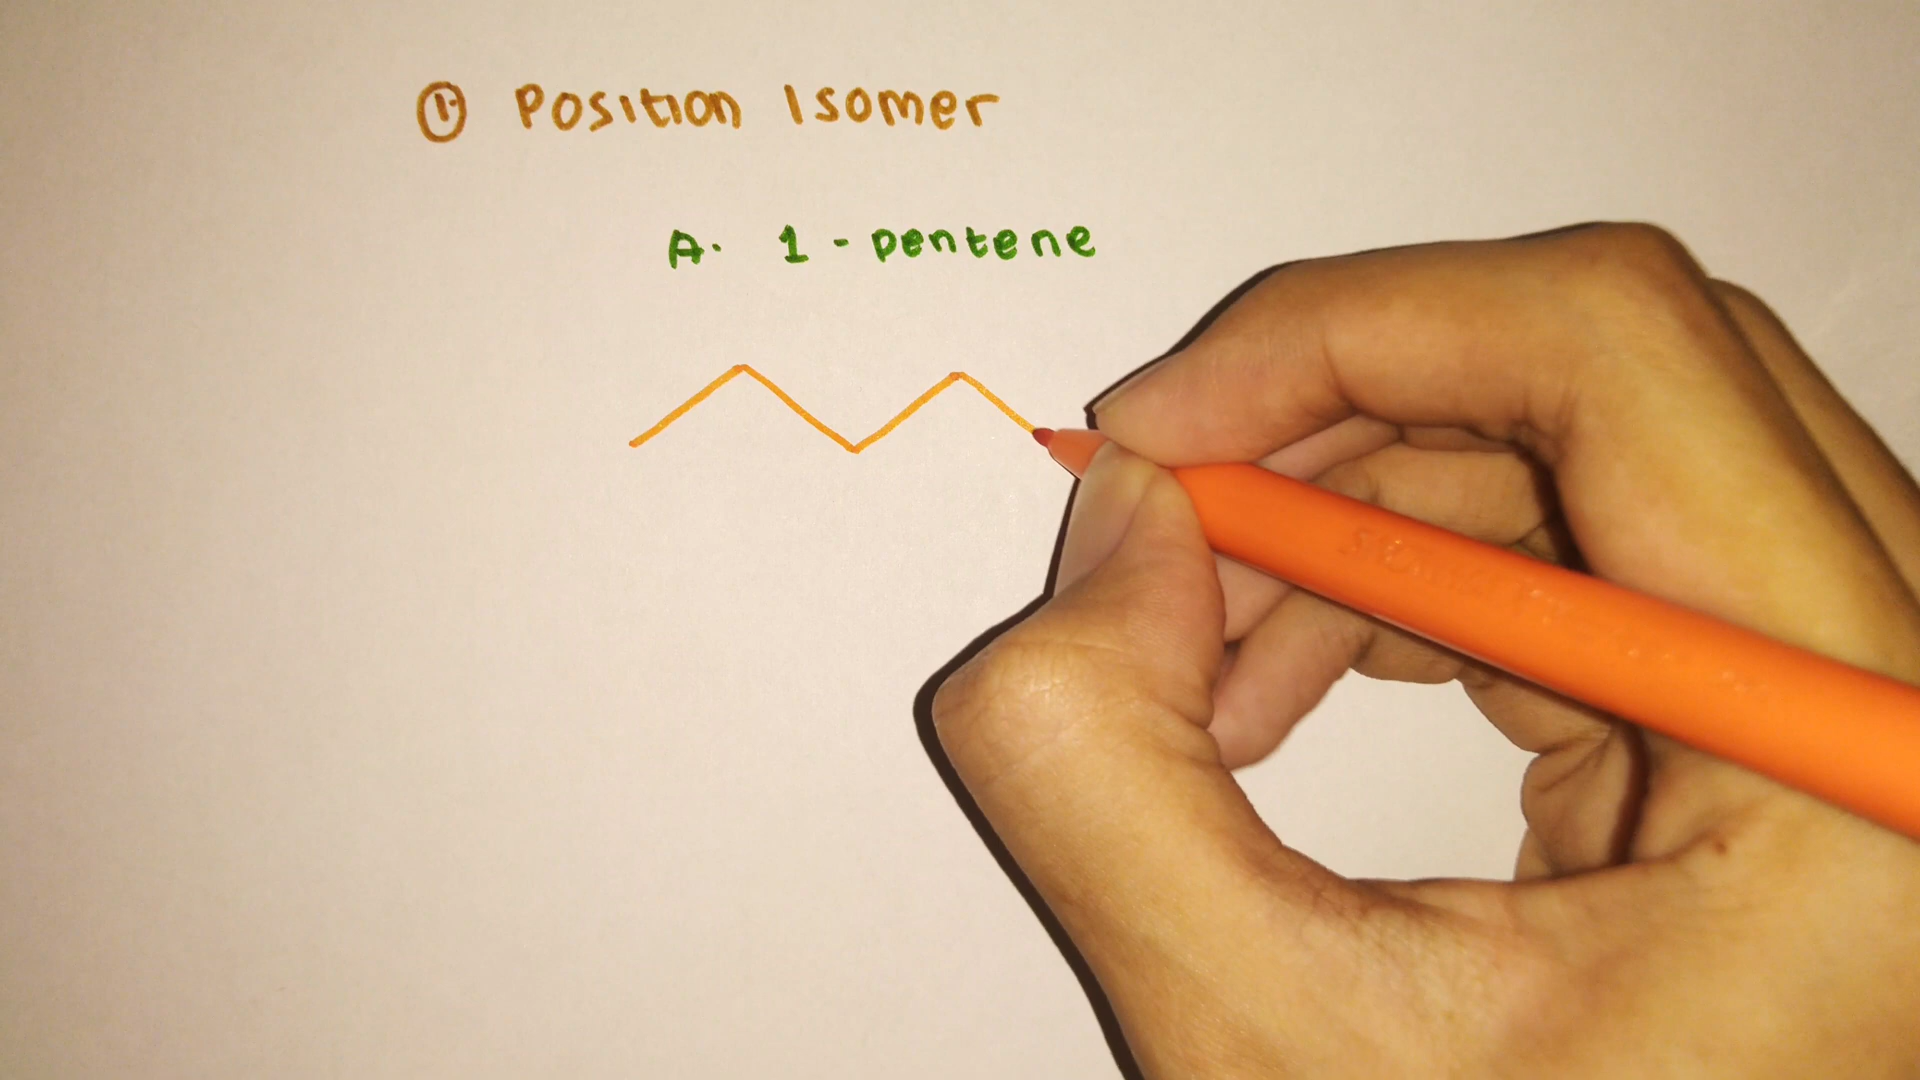 ① Position Isomer
A. 1 - pentene